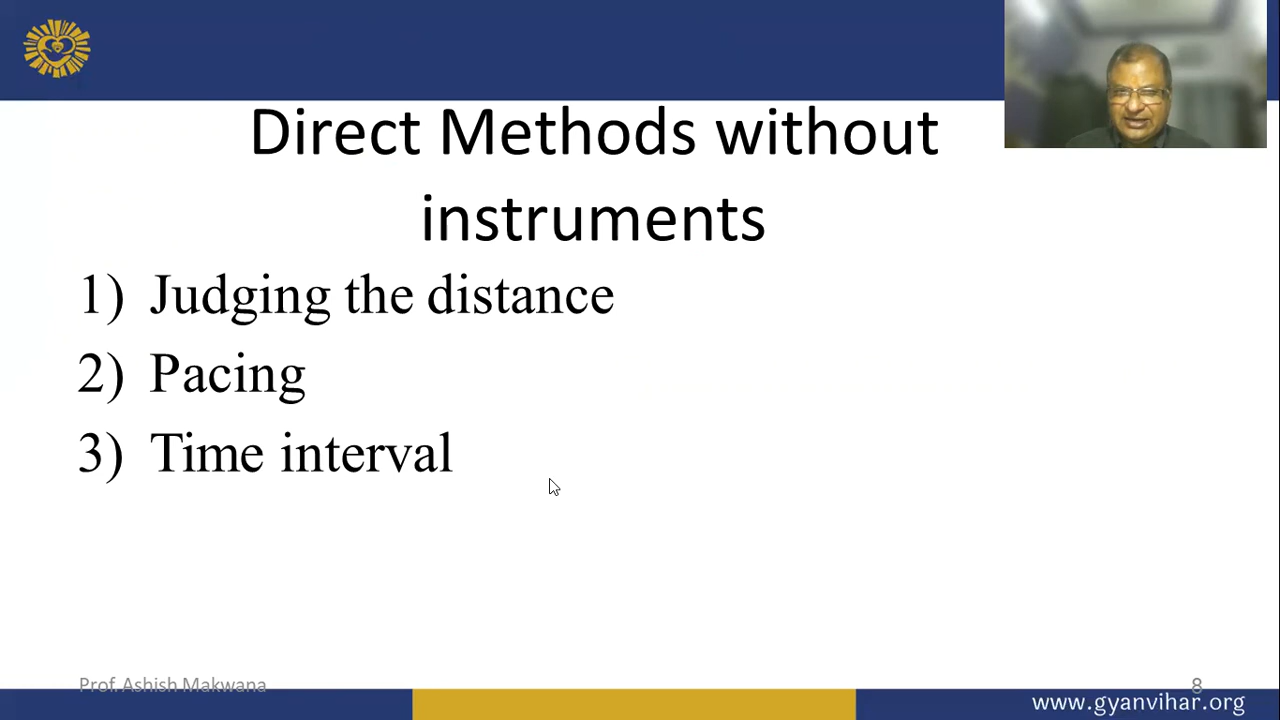 Direct Methods without
instruments
1) Judging the distance
2) Pacing
3) Time interval
Prof. Ashish Makwana
8
www.gyanvihar.org